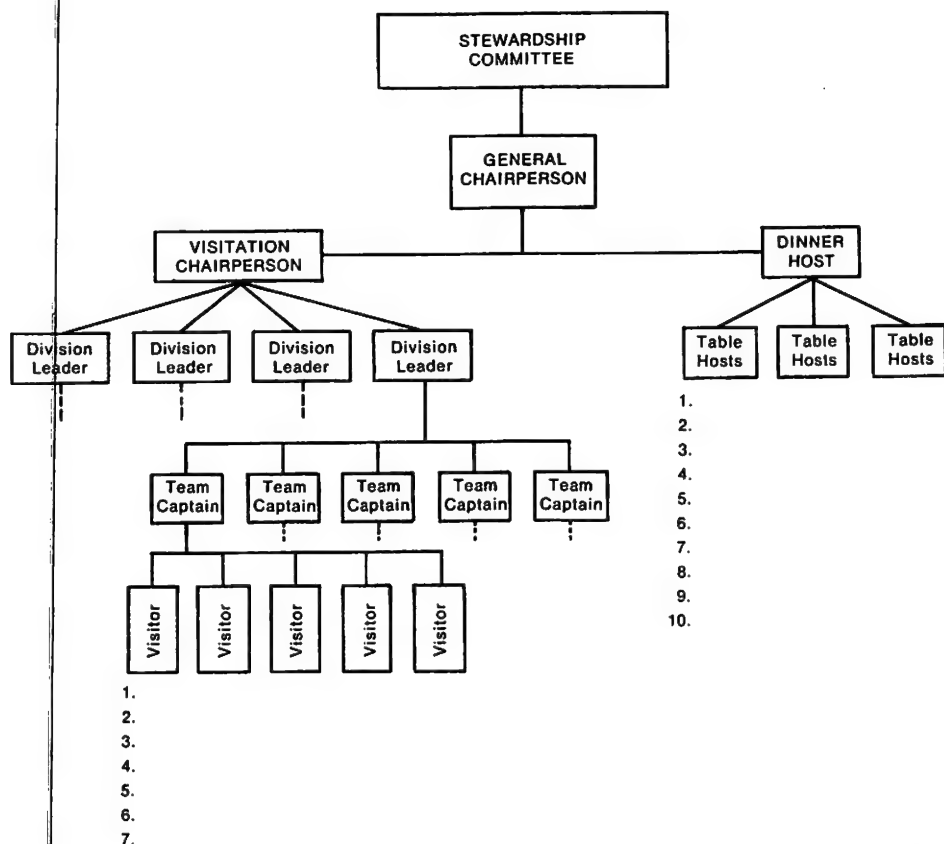 STEWARDSHIP
COMMITTEE
GENERAL
CHAIRPERSON
VISITATION
CHAIRPERSON
DINNER
HOST
Division
Leader
Division
Leader
Division
Leader
Division
Leader
Table
Hosts
Table
Hosts
Table
Hosts
1.
2.
3.
4.
5.
6.
7.
8.
9.
10.
Team
Captain
Team
Captain
Team
Captain
Team
Captain
Team
Captain
Visitor
Visitor
Visitor
Visitor
Visitor
1.
2.
3.
4.
5.
6.
7.